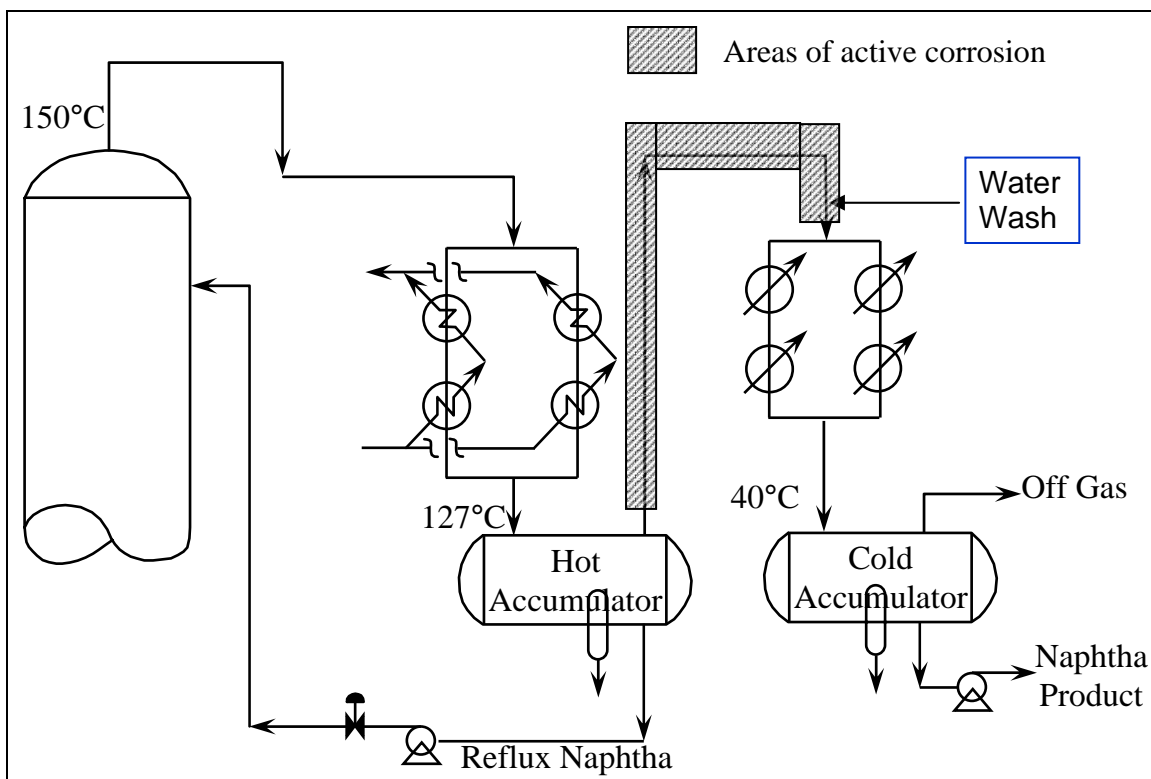 Areas of active corrosion
150°C
Water
Wash
127°C
40°C
Off Gas
Hot
Accumulator
Cold
Accumulator
Naphtha
Product
Reflux Naphtha